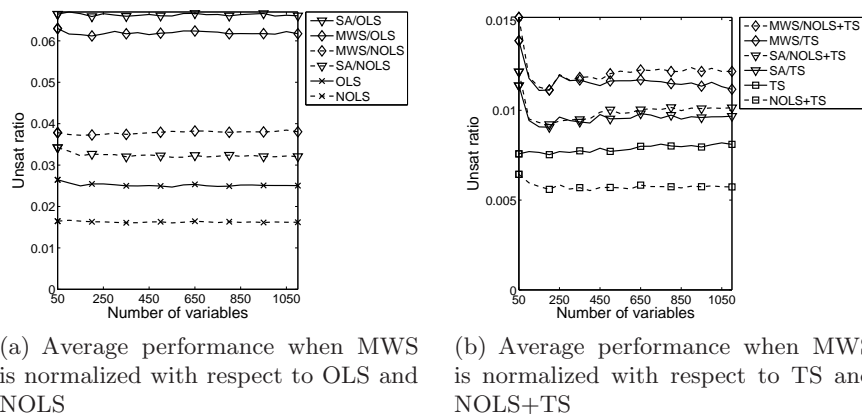 SA/OLS
MWS/OLS
MWS/NOLS
SA/NOLS
OLS
NOLS
Unsat ratio
0.06
0.05
0.04
0.03
0.02
0.01
0
50 250 450 650 850 1050
Number of variables
(a) Average performance when MWS
is normalized with respect to OLS and
NOLS
MWS/NOLS+TS
MWS/TS
SA/NOLS+TS
SA/TS
TS
NOLS+TS
Unsat ratio
0.015
0.01
0.005
0
50 250 450 650 850 1050
Number of variables
(b) Average performance when MWS
is normalized with respect to TS and
NOLS+TS